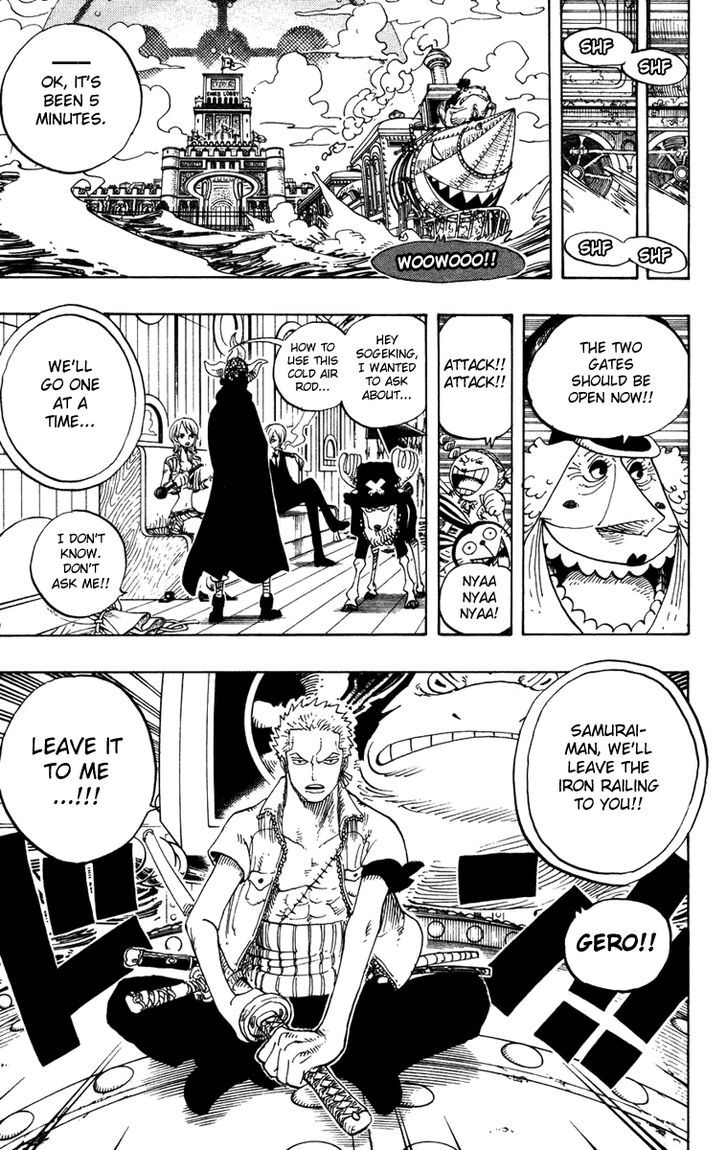 SHF
SHF
SHF
SHF
OK, IT'S
BEEN 5
MINUTES.
ENIES LOBBY
WOOWOOO!!
THE TWO
GATES
SHOULD BE
OPEN NOW!!
ATTACK!!
ATTACK!!
NYAA
NYAA
NYAA!
HEY
SOGEKING,
I WANTED
TO ASK
ABOUT...
HOW TO
USE THIS
COLD AIR
ROD...
WE'LL
GO ONE
AT A
TIME...
I DON'T
KNOW.
DON'T
ASK ME!!
SAMURAI-
MAN, WE'LL
LEAVE THE
IRON RAILING
TO YOU!!
GERO!!
LEAVE IT
TO ME
...!!!